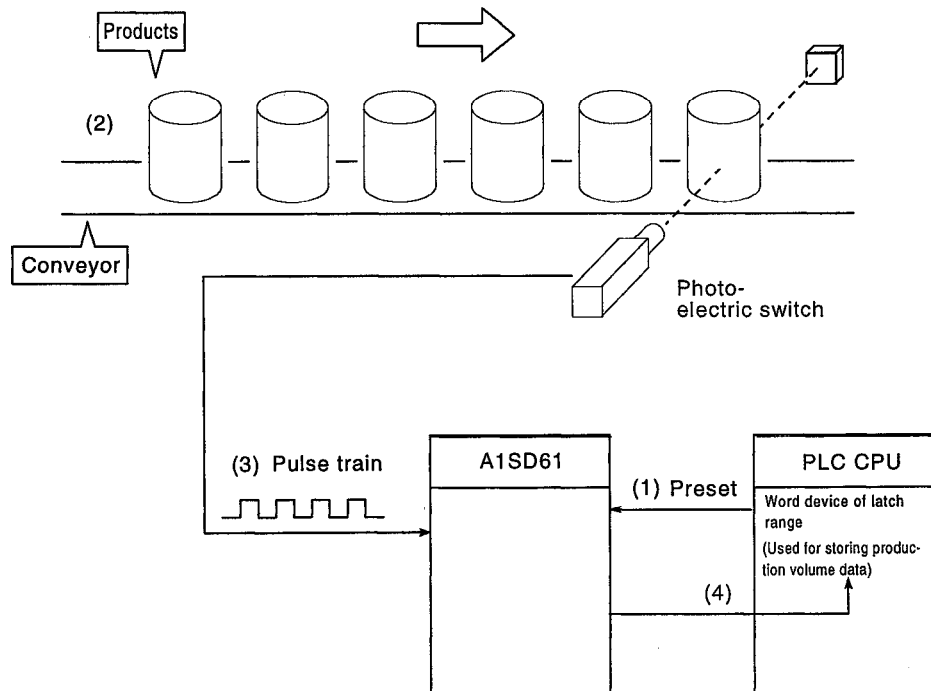 Products
(2)
Conveyor
Photo-
electric switch
(3) Pulse train
A1SD61
PLC CPU
(1) Preset
Word device of latch
range
(Used for storing produc-
tion volume data)
(4)